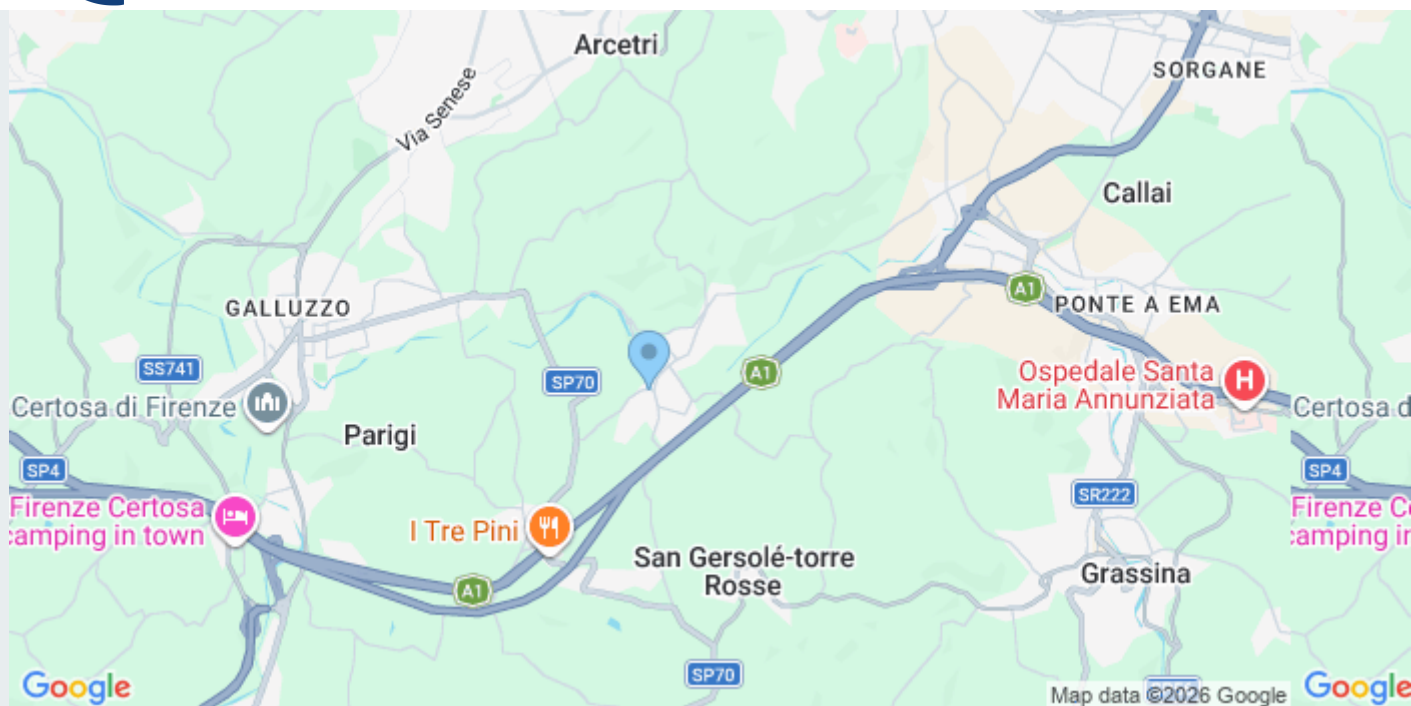 Arcetri
SORGANE
Via Senese
Callai
GALLUZZO
A1
PONTE A EMA
SS741
SP70
A1
Ospedale Santa
Maria Annunziata
H
Certosa di Firenze
Certosa d
Parigi
SP4
SP4
SR222
Firenze Certosa
camping in town
Firenze Ce
camping in
I Tre Pini
San Gersolé-torre
Rosse
Grassina
A1
SP70
Google
Map data ©2026 Google
Google